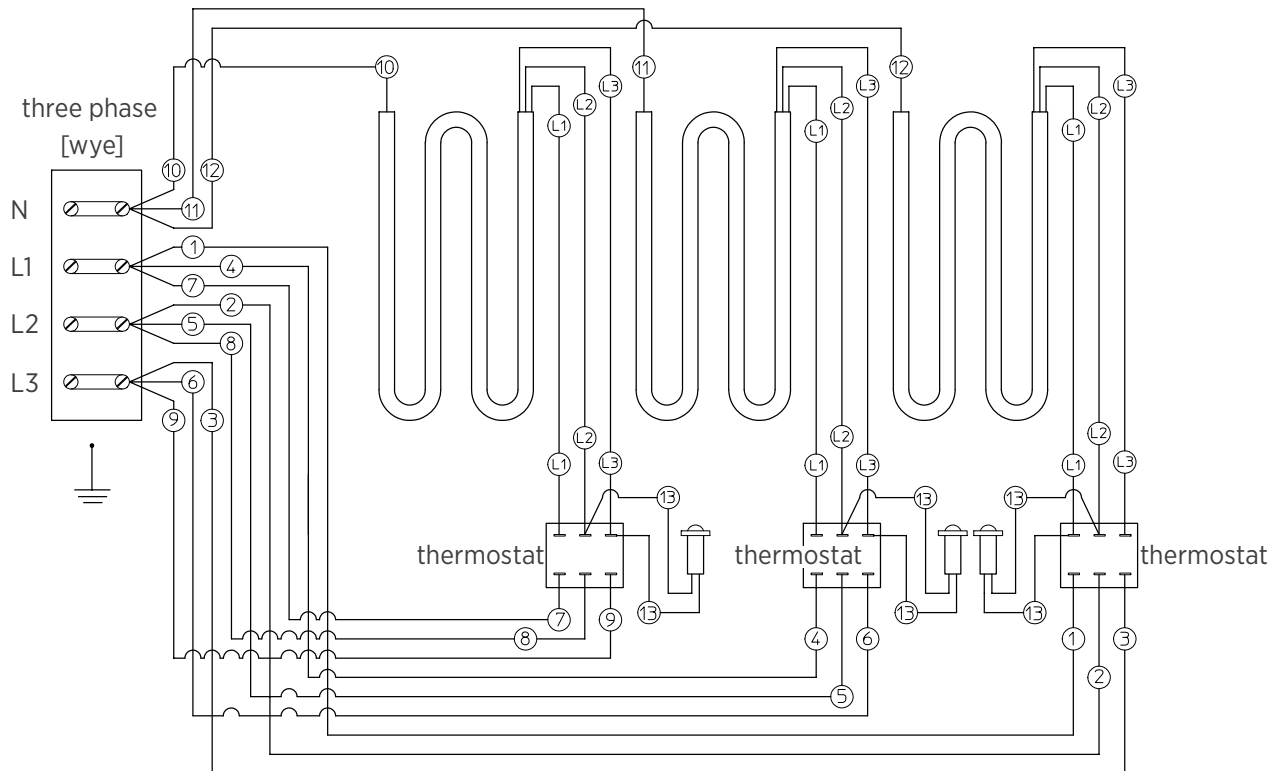 three phase
[wye]
N
L1
L2
L3
10 11 12
10 12
11
1
4
7
2
5
8
6
9 3
L1 L2 L3
L1 L2 L3
L1 L2 L3
L1 L2 L3
L1 L2 L3
L1 L2 L3
13 13 13
thermostat thermostat thermostat
13 13 13
7 8 9
4 5 6
1 2 3